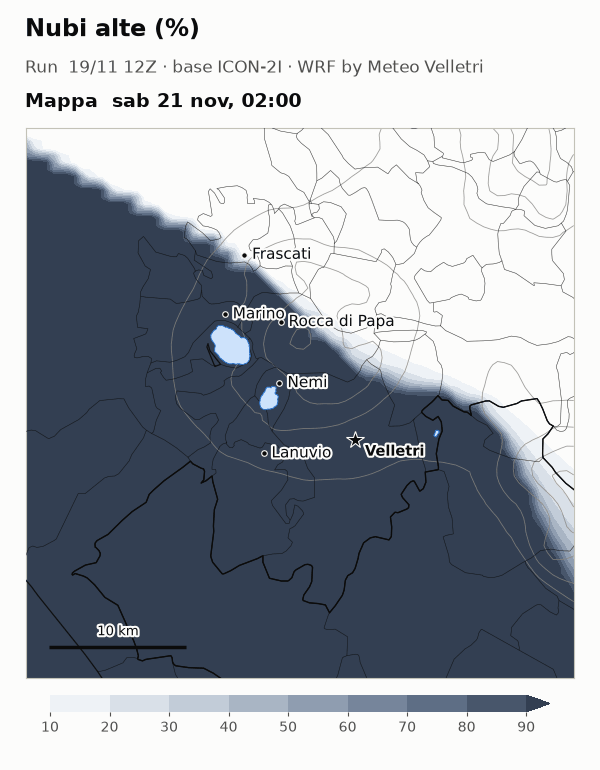 Nubi alte (%)
Run  19/11 12Z · base ICON-2I · WRF by Meteo Velletri
Mappa  sab 21 nov, 02:00
Frascati
Marino
Rocca di Papa
Nemi
Velletri
Lanuvio
10 km
10 20 30 40 50 60 70 80 90